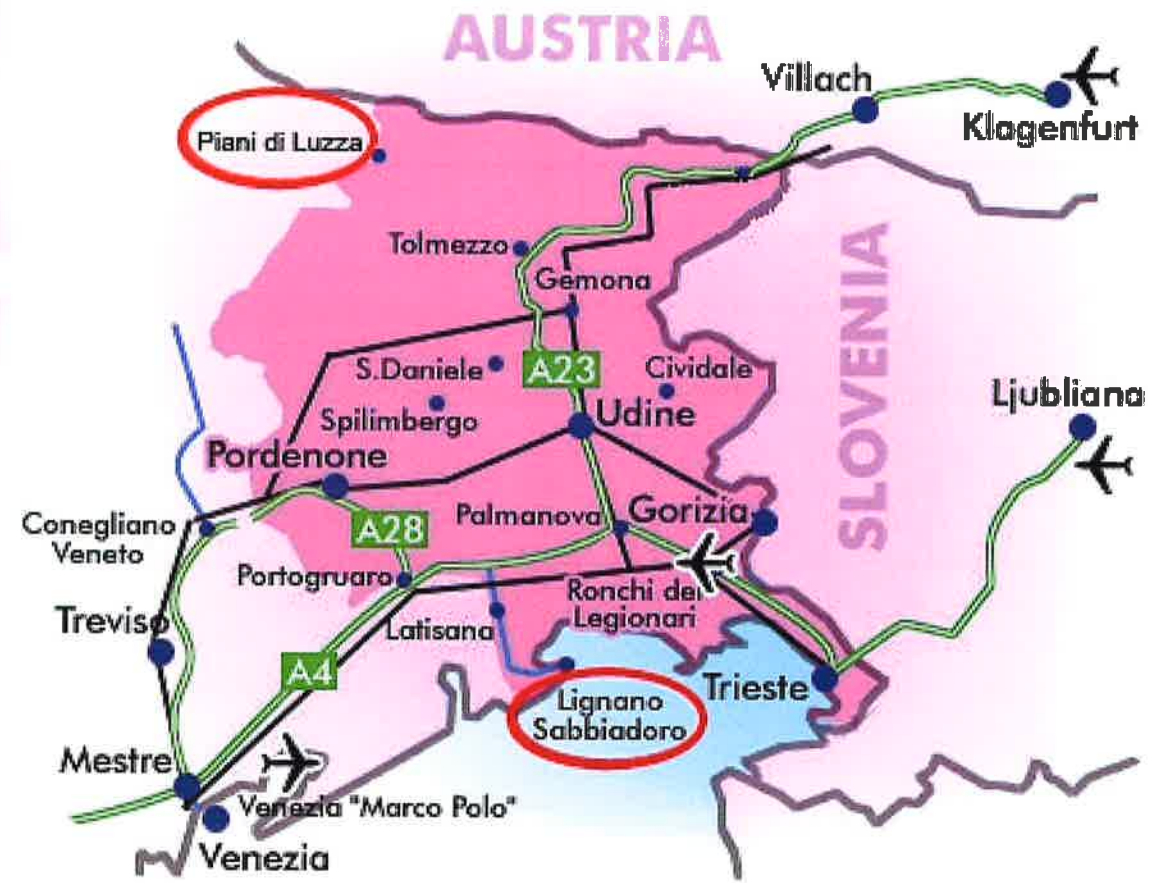 AUSTRIA
Villach
Klagenfurt
Piani di Luzza
Tolmezzo
Gemona
SLOVENIA
S.Daniele
A23
Cividale
Ljubliana
Spilimbergo
Udine
Pordenone
Conegliano
Veneto
A28
Palmanova
Gorizia
Portogruaro
Ronchi dei
Legionari
Treviso
Latisana
A4
Lignano
Sabbiadoro
Trieste
Mestre
Venezia "Marco Polo"
Venezia